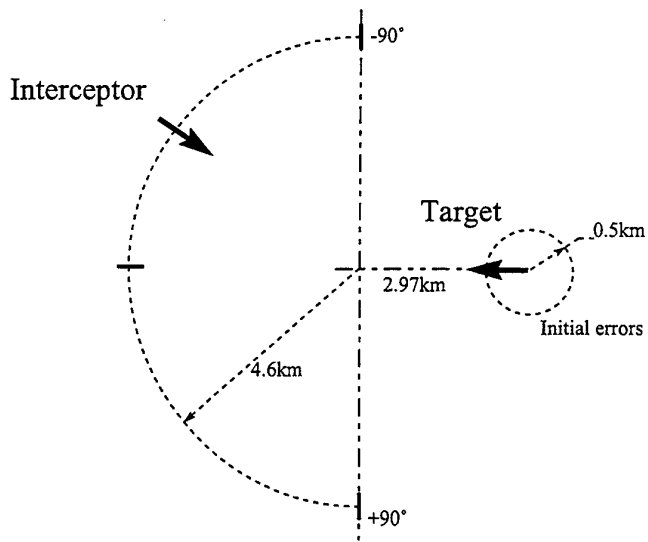 -90°
Interceptor
Target
0.5km
2.97km
Initial errors
4.6km
+90°